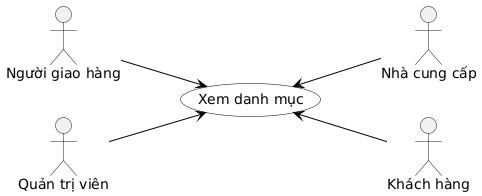 Người giao hàng
Nhà cung cấp
Xem danh mục
Quản trị viên
Khách hàng